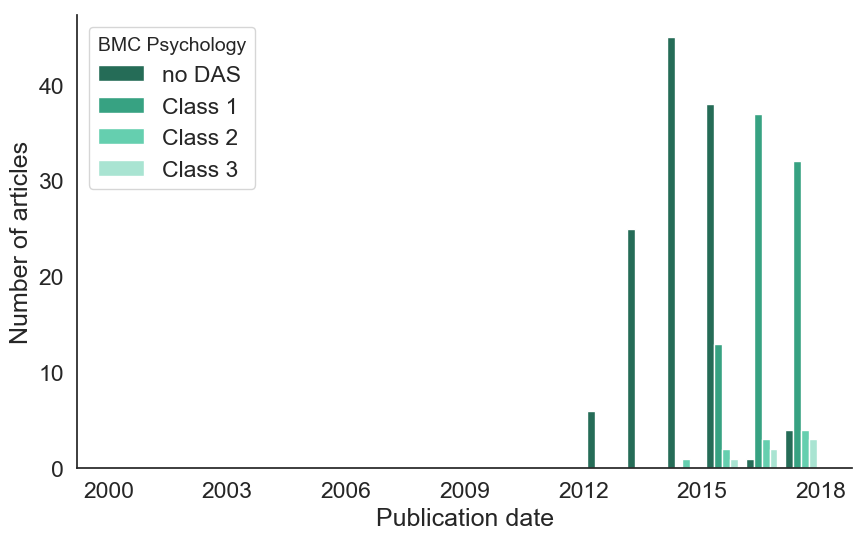 BMC Psychology
no DAS
Class 1
Class 2
Class 3
Number of articles
40
30
20
10
0
2000 2003 2006 2009 2012 2015 2018
Publication date